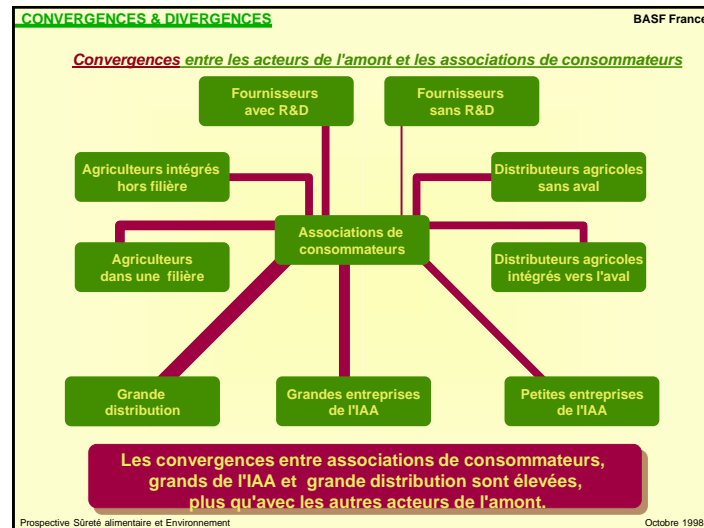 CONVERGENCES & DIVERGENCES
BASF France
Convergences entre les acteurs de l'amont et les associations de consommateurs
Fournisseurs
avec R&D
Fournisseurs
sans R&D
Agriculteurs intégrés
hors filière
Distributeurs agricoles
sans aval
Associations de
consommateurs
Agriculteurs
dans une filière
Distributeurs agricoles
intégrés vers l'aval
Grande
distribution
Grandes entreprises
de l'IAA
Petites entreprises
de l'IAA
Les convergences entre associations de consommateurs,
grands de l'IAA et grande distribution sont élevées,
plus qu'avec les autres acteurs de l'amont.
Prospective Sûreté alimentaire et Environnement
Octobre 1998